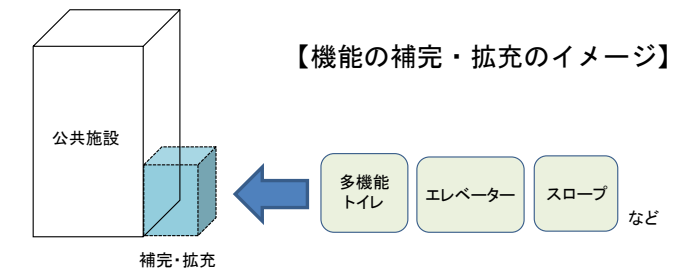 【機能の補完・拡充のイメージ】
公共施設
多機能
トイレ
エレベーター
スロープ
など
補完・拡充